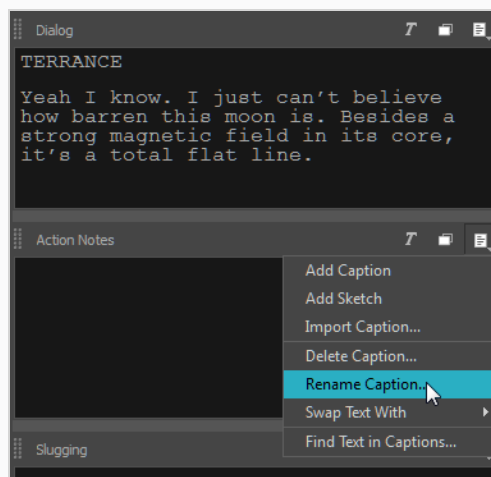 Dialog
T
TERRANCE
Yeah I know. I just can't believe
how barren this moon is. Besides a
strong magnetic field in its core,
it's a total flat line.
Action Notes
T
Add Caption
Add Sketch
Import Caption...
Delete Caption...
Rename Caption...
Swap Text With
Find Text in Captions...
Slugging